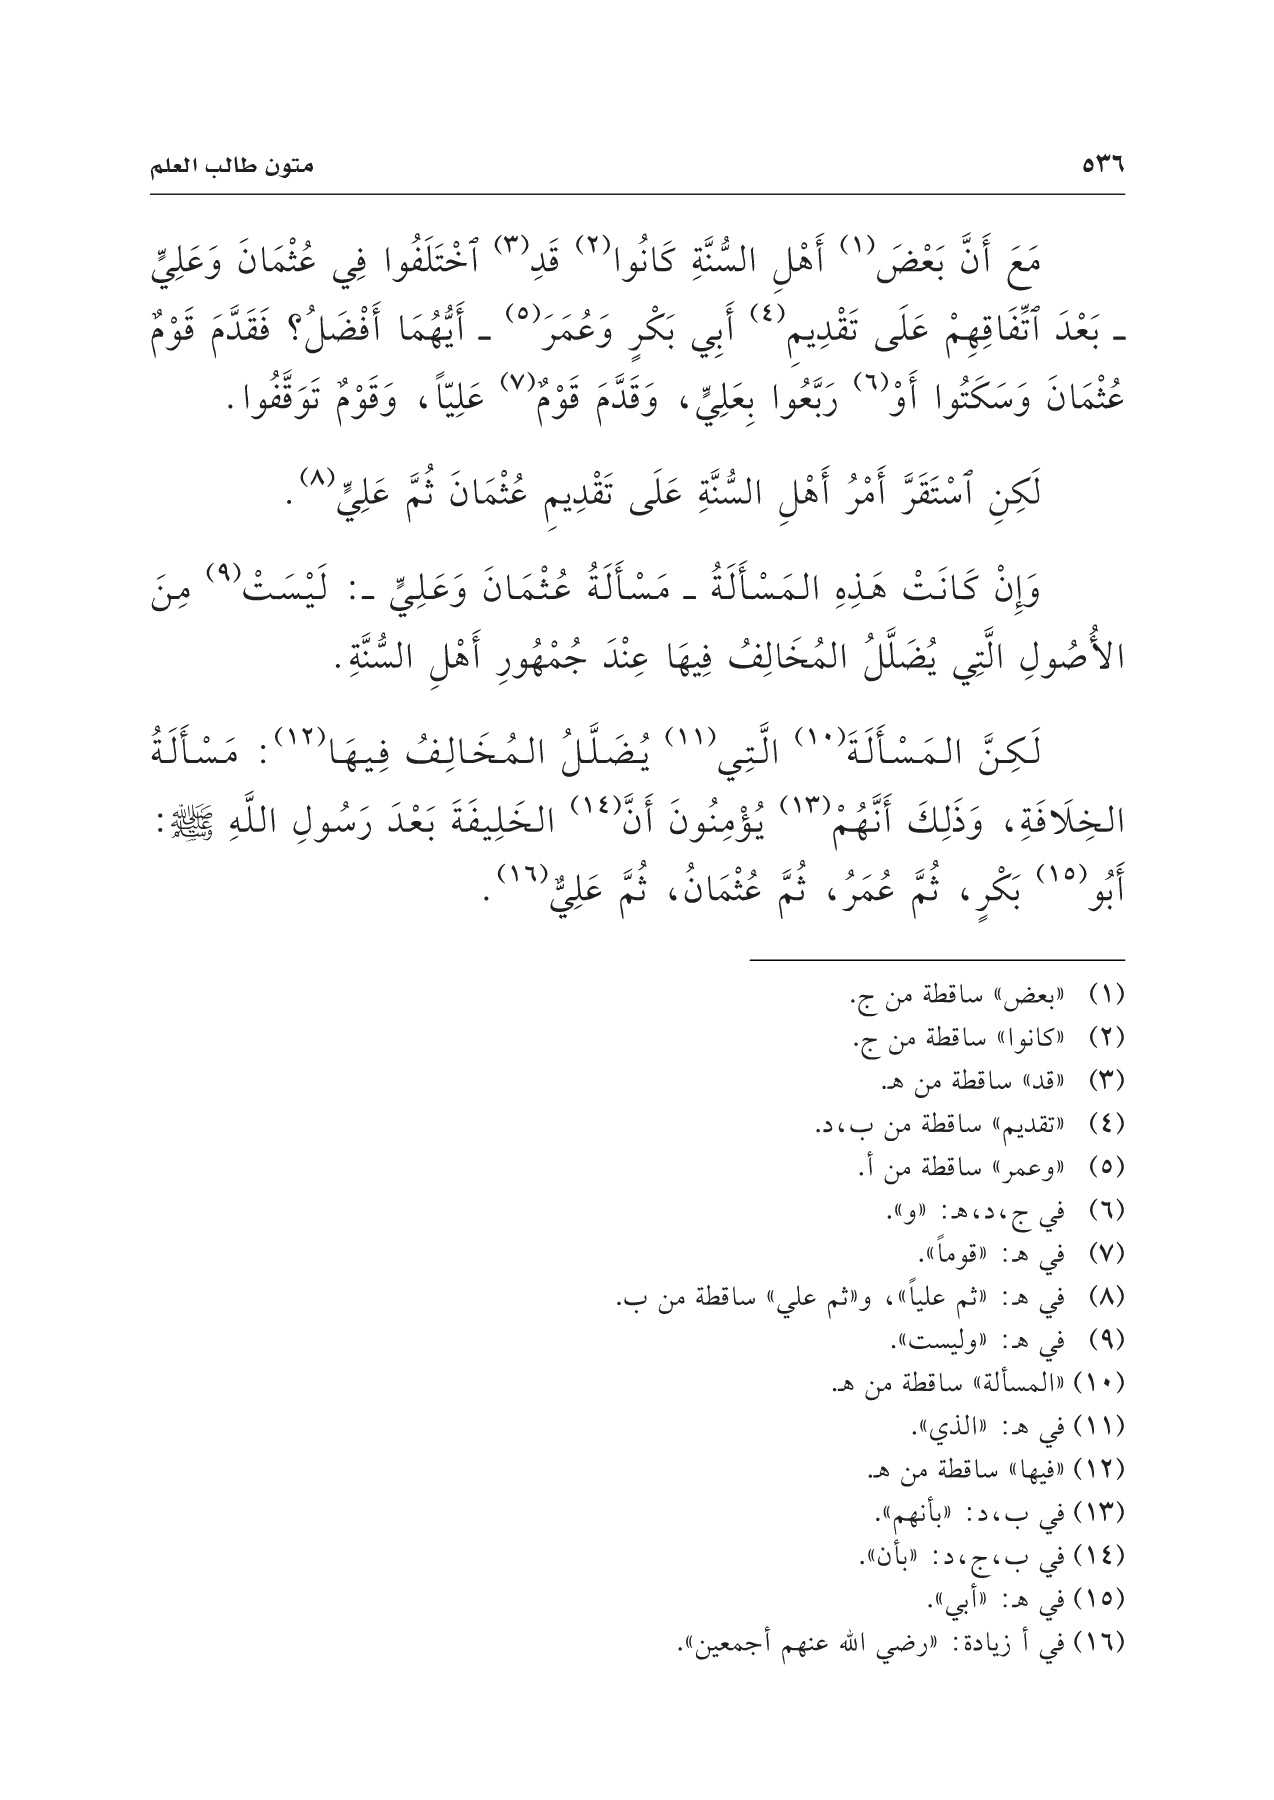 ٥٣٦ متون طالب العلم
مَعَ أَنَّ بَعْضَ(١) أَهْلِ السُّنَّةِ كَانُوا(٢) قَدِ(٣) ٱخْتَلَفُوا فِي عُثْمَانَ وَعَلِيٍّ
ـ بَعْدَ ٱتِّفَاقِهِمْ عَلَى تَقْدِيمِ(٤) أَبِي بَكْرٍ وَعُمَرَ(٥) ـ أَيُّهُمَا أَفْضَلُ؟ فَقَدَّمَ قَوْمٌ
عُثْمَانَ وَسَكَتُوا أَوْ(٦) رَبَّعُوا بِعَلِيٍّ، وَقَدَّمَ قَوْمٌ(٧) عَلِيّاً، وَقَوْمٌ تَوَقَّفُوا.
لَكِنِ ٱسْتَقَرَّ أَمْرُ أَهْلِ السُّنَّةِ عَلَى تَقْدِيمِ عُثْمَانَ ثُمَّ عَلِيٍّ(٨).
وَإِنْ كَانَتْ هَذِهِ المَسْأَلَةُ ـ مَسْأَلَةُ عُثْمَانَ وَعَلِيٍّ ـ: لَيْسَتْ(٩) مِنَ
الأُصُولِ الَّتِي يُضَلَّلُ المُخَالِفُ فِيهَا عِنْدَ جُمْهُورِ أَهْلِ السُّنَّةِ.
لَكِنَّ المَسْأَلَةَ(١٠) الَّتِي(١١) يُضَلَّلُ المُخَالِفُ فِيهَا(١٢): مَسْأَلَةُ
الخِلَافَةِ، وَذَلِكَ أَنَّهُمْ(١٣) يُؤْمِنُونَ أَنَّ(١٤) الخَلِيفَةَ بَعْدَ رَسُولِ اللَّهِ ﷺ:
أَبُو(١٥) بَكْرٍ، ثُمَّ عُمَرُ، ثُمَّ عُثْمَانُ، ثُمَّ عَلِيٌّ(١٦).
(١) «بعض» ساقطة من ج.
(٢) «كانوا» ساقطة من ج.
(٣) «قد» ساقطة من هـ.
(٤) «تقديم» ساقطة من ب،د.
(٥) «وعمر» ساقطة من أ.
(٦) في ج،د،هـ: «و».
(٧) في هـ: «قوماً».
(٨) في هـ: «ثم علياً»، و«ثم علي» ساقطة من ب.
(٩) في هـ: «وليست».
(١٠) «المسألة» ساقطة من هـ.
(١١) في هـ: «الذي».
(١٢) «فيها» ساقطة من هـ.
(١٣) في ب،د: «بأنهم».
(١٤) في ب،ج،د: «بأن».
(١٥) في هـ: «أبي».
(١٦) في أ زيادة: «رضي الله عنهم أجمعين».